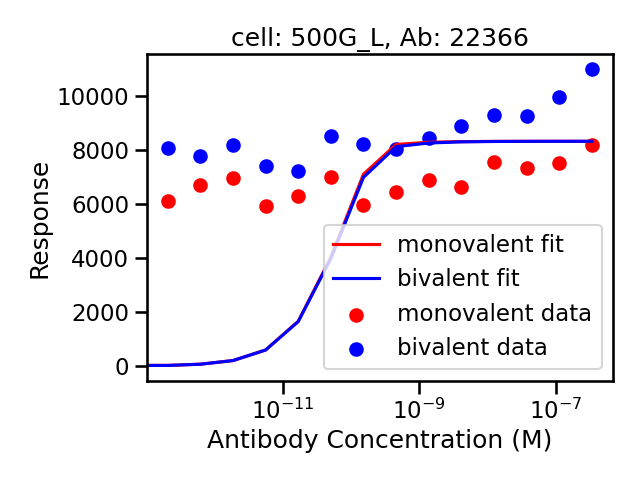 cell: 500G_L, Ab: 22366
Response
10000
8000
6000
4000
2000
0
monovalent fit
bivalent fit
monovalent data
bivalent data
10⁻¹¹ 10⁻⁹ 10⁻⁷
Antibody Concentration (M)